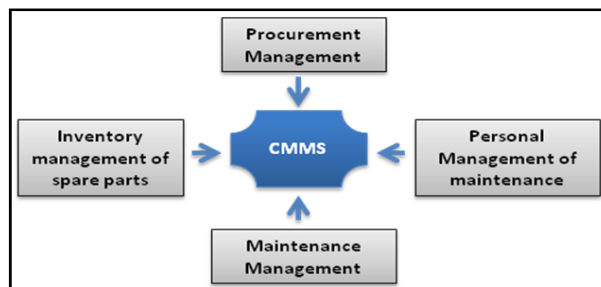 Procurement
Management
Inventory
management of
spare parts
CMMS
Personal
Management of
maintenance
Maintenance
Management